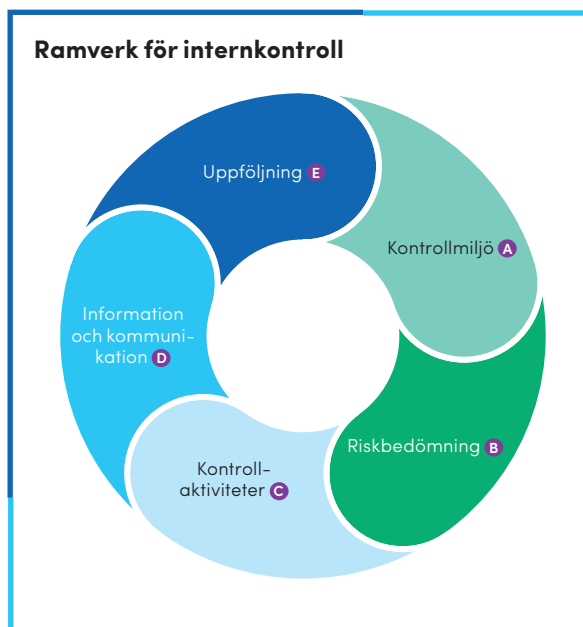 Ramverk för internkontroll
Uppföljning E
Kontrollmiljö A
Information
och kommuni-
kation D
Riskbedömning B
Kontroll-
aktiviteter C